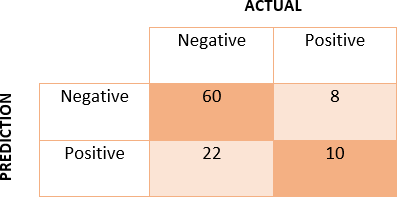 ACTUAL
Negative Positive
PREDICTION
Negative 60 8
Positive 22 10